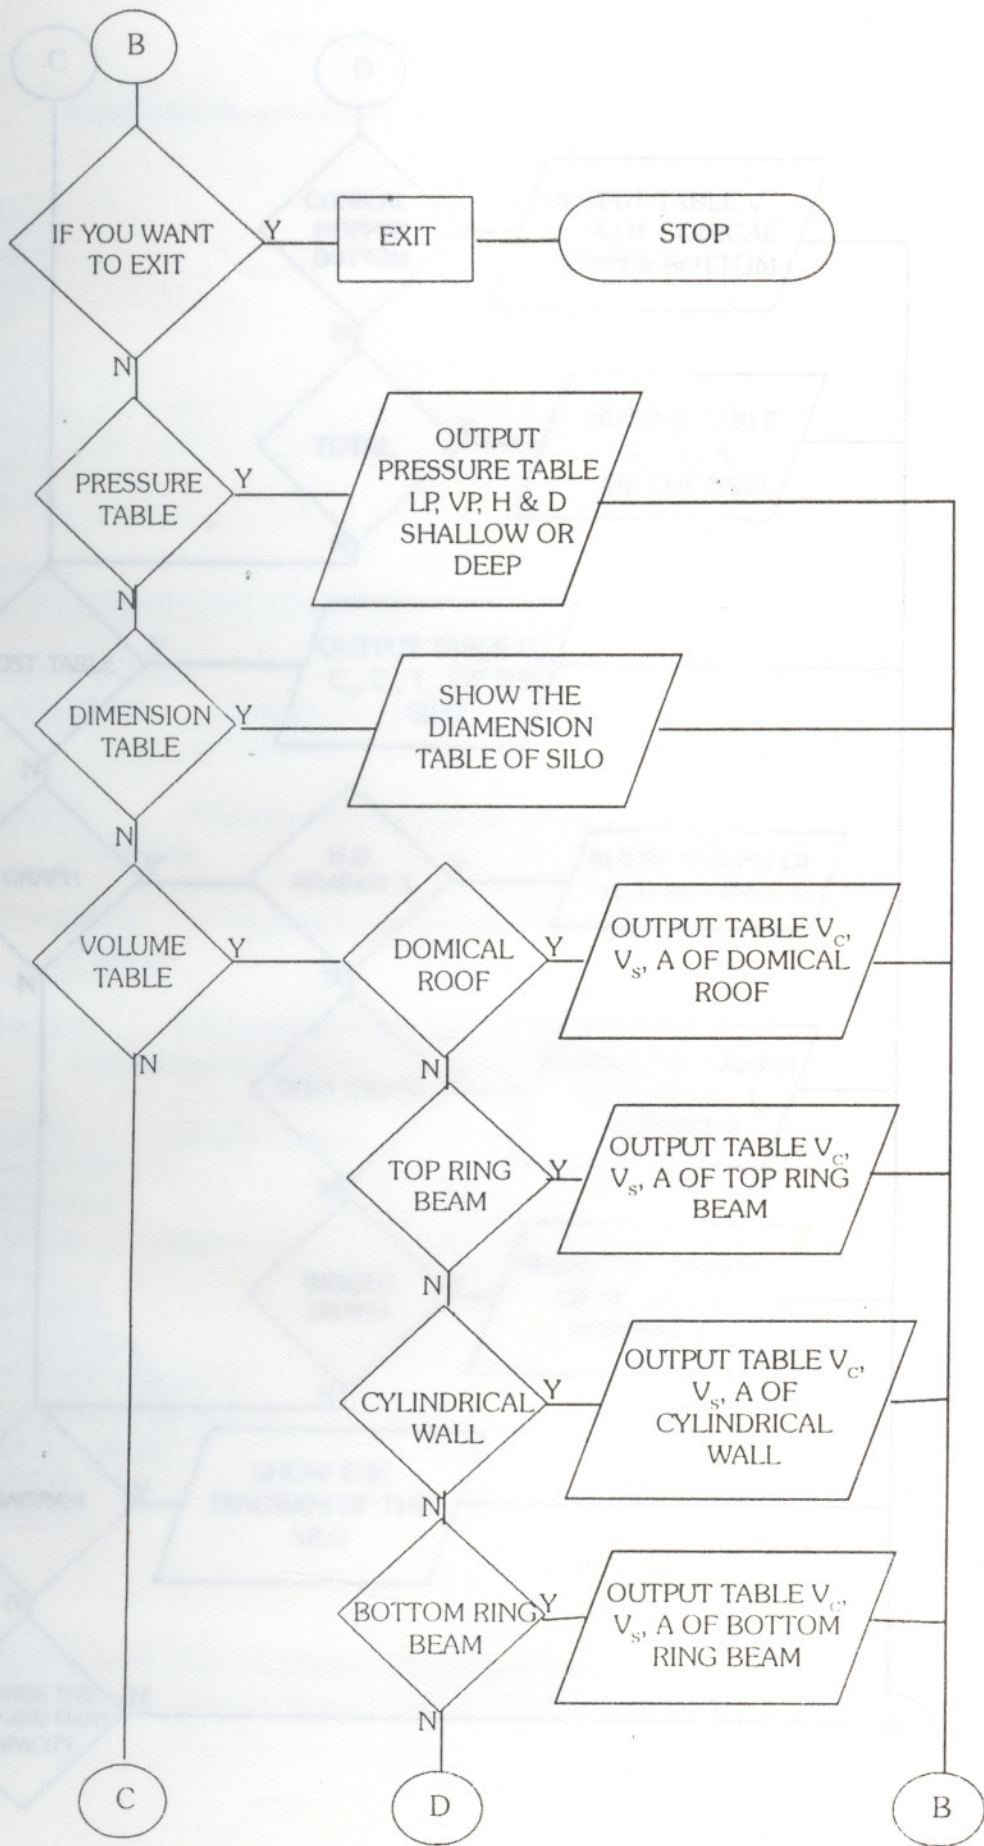 B
IF YOU WANT
TO EXIT
Y
EXIT
STOP
N
PRESSURE
TABLE
Y
OUTPUT
PRESSURE TABLE
LP, VP, H & D
SHALLOW OR
DEEP
N
DIMENSION
TABLE
Y
SHOW THE
DIAMENSION
TABLE OF SILO
N
VOLUME
TABLE
Y
DOMICAL
ROOF
Y
OUTPUT TABLE V_C,
V_S, A OF DOMICAL
ROOF
N
N
TOP RING
BEAM
Y
OUTPUT TABLE V_C,
V_S, A OF TOP RING
BEAM
N
CYLINDRICAL
WALL
Y
OUTPUT TABLE V_C,
V_S, A OF
CYLINDRICAL
WALL
N
BOTTOM RING
BEAM
Y
OUTPUT TABLE V_C,
V_S, A OF BOTTOM
RING BEAM
N
C
D
B